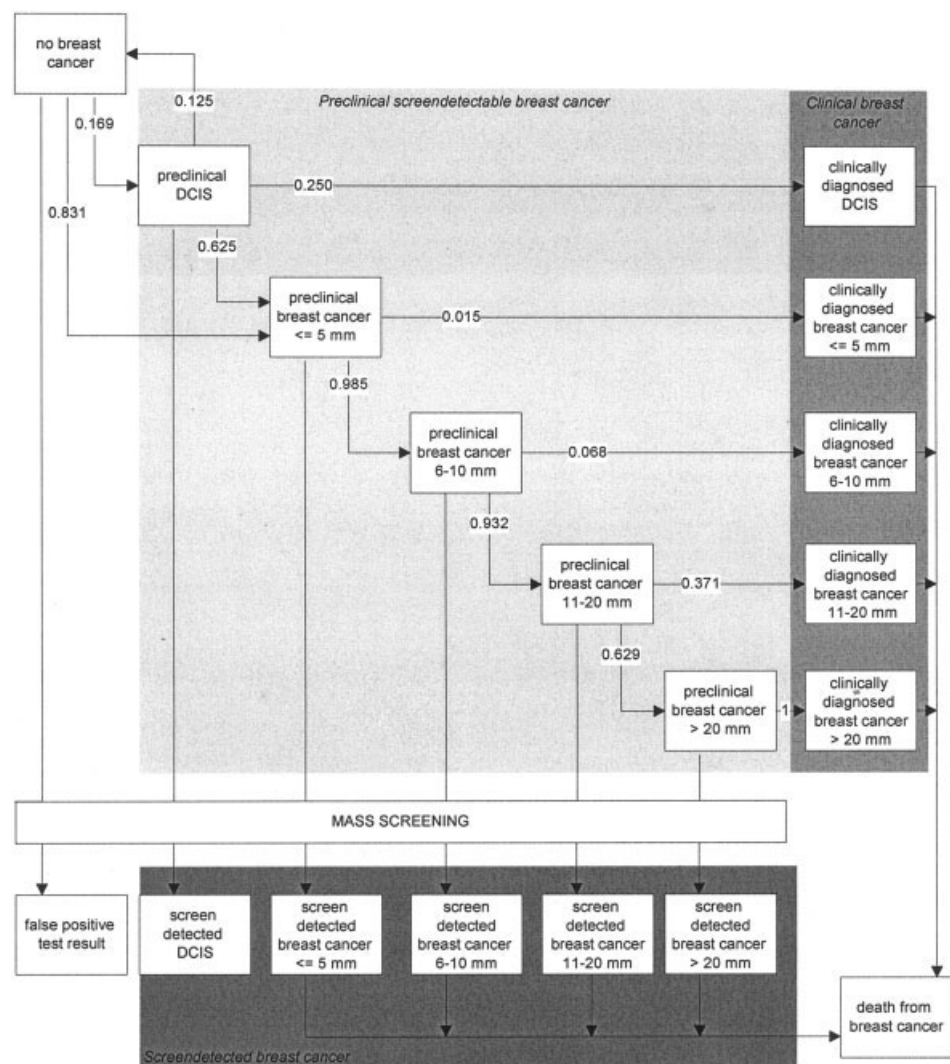 no breast
cancer
0.125
Preclinical screendetectable breast cancer
Clinical breast
cancer
0.169
preclinical
DCIS
0.250
clinically
diagnosed
DCIS
0.831
0.625
preclinical
breast cancer
<= 5 mm
0.015
clinically
diagnosed
breast cancer
<= 5 mm
0.985
preclinical
breast cancer
6-10 mm
0.068
clinically
diagnosed
breast cancer
6-10 mm
0.932
preclinical
breast cancer
11-20 mm
0.371
clinically
diagnosed
breast cancer
11-20 mm
0.629
preclinical
breast cancer
> 20 mm
1
clinically
diagnosed
breast cancer
> 20 mm
MASS SCREENING
false positive
test result
screen
detected
DCIS
screen
detected
breast cancer
<= 5 mm
screen
detected
breast cancer
6-10 mm
screen
detected
breast cancer
11-20 mm
screen
detected
breast cancer
> 20 mm
death from
breast cancer
Screendetected breast cancer